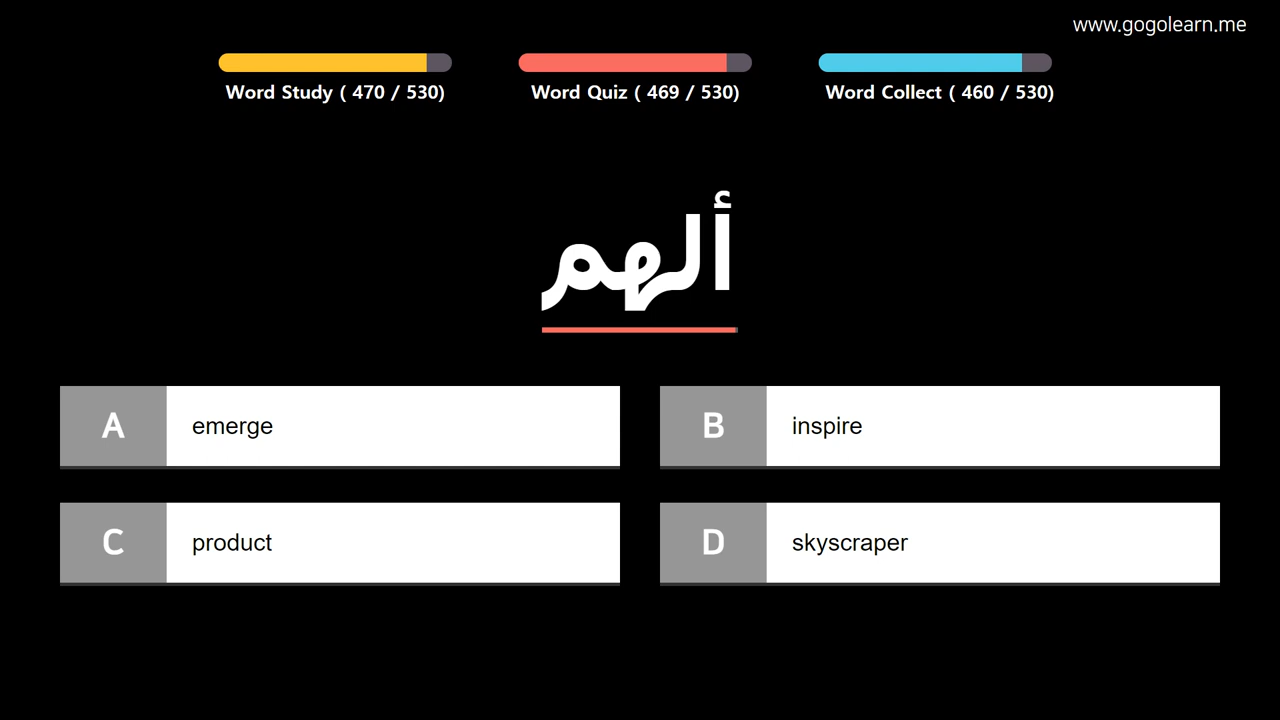 www.gogolearn.me
Word Study ( 470 / 530)
Word Quiz ( 469 / 530)
Word Collect ( 460 / 530)
ألهم
A emerge
B inspire
C product
D skyscraper